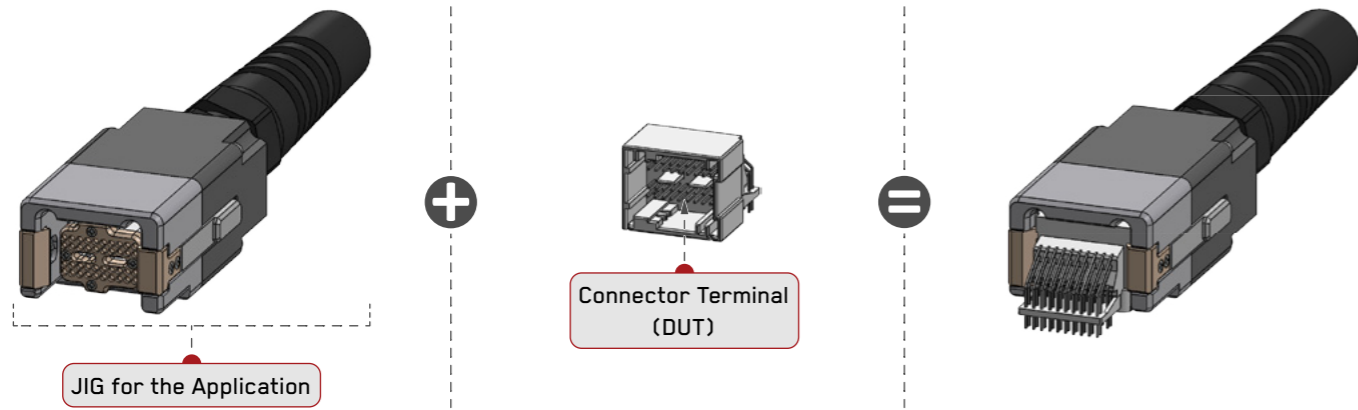 Connector Terminal
(DUT)
JIG for the Application